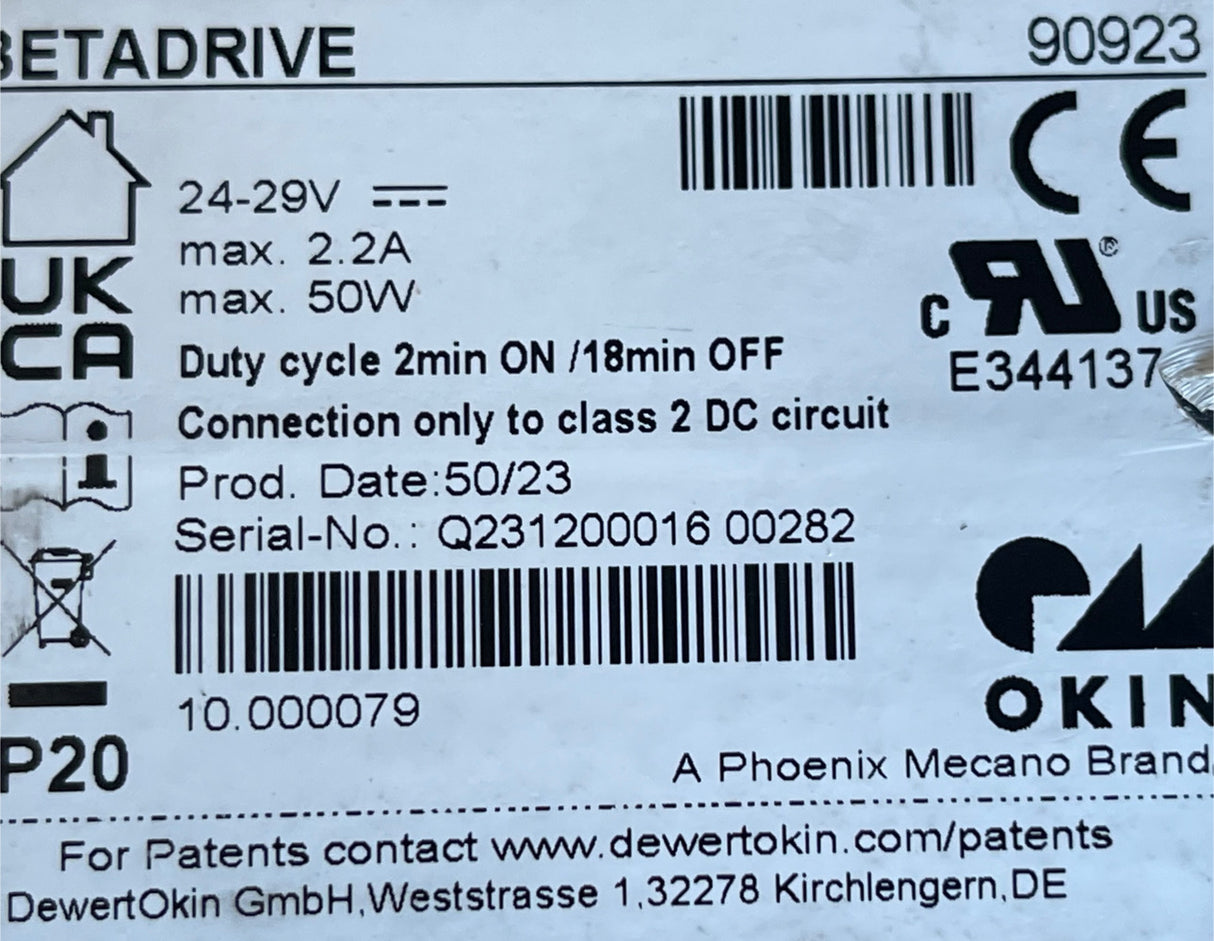 BETADRIVE 90923
24-29V
max. 2.2A
max. 50W
CE
UK
CA
c RU ® US
E344137
Duty cycle 2min ON /18min OFF
Connection only to class 2 DC circuit
Prod. Date:50/23
Serial-No.: Q231200016 00282
10.000079
OKIN
IP20
A Phoenix Mecano Brand
For Patents contact www.dewertokin.com/patents
DewertOkin GmbH,Weststrasse 1,32278 Kirchlengern,DE